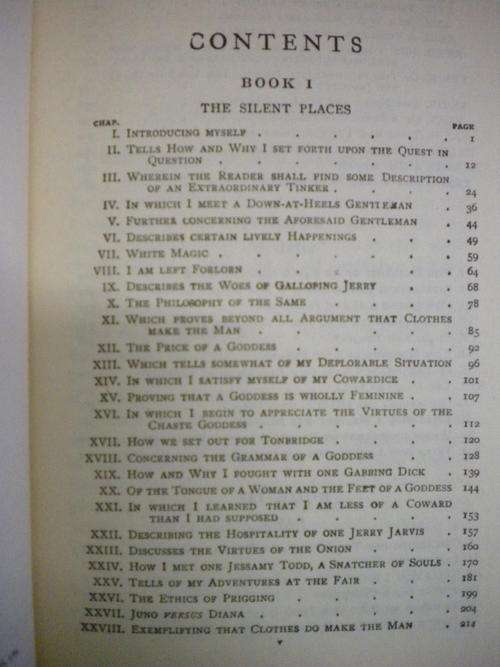 CONTENTS
BOOK I
THE SILENT PLACES
CHAP. PAGE
I. INTRODUCING MYSELF . . . . . . 1
II. TELLS HOW AND WHY I SET FORTH UPON THE QUEST IN
QUESTION . . . . . . . 12
III. WHEREIN THE READER SHALL FIND SOME DESCRIPTION
OF AN EXTRAORDINARY TINKER . . . . 24
IV. IN WHICH I MEET A DOWN-AT-HEELS GENTLEMAN . 36
V. FURTHER CONCERNING THE AFORESAID GENTLEMAN . 44
VI. DESCRIBES CERTAIN LIVELY HAPPENINGS . . . 49
VII. WHITE MAGIC . . . . . . . 59
VIII. I AM LEFT FORLORN . . . . . . 64
IX. DESCRIBES THE WOES OF GALLOPING JERRY . . 68
X. THE PHILOSOPHY OF THE SAME . . . . 78
XI. WHICH PROVES BEYOND ALL ARGUMENT THAT CLOTHES
MAKE THE MAN . . . . . . 85
XII. THE PRICE OF A GODDESS . . . . . 92
XIII. WHICH TELLS SOMEWHAT OF MY DEPLORABLE SITUATION 96
XIV. IN WHICH I SATISFY MYSELF OF MY COWARDICE . . 101
XV. PROVING THAT A GODDESS IS WHOLLY FEMININE . . 107
XVI. IN WHICH I BEGIN TO APPRECIATE THE VIRTUES OF THE
CHASTE GODDESS . . . . . . 112
XVII. HOW WE SET OUT FOR TONBRIDGE . . . . 120
XVIII. CONCERNING THE GRAMMAR OF A GODDESS . . . 128
XIX. HOW AND WHY I FOUGHT WITH ONE GABBING DICK . 139
XX. OF THE TONGUE OF A WOMAN AND THE FEET OF A GODDESS 144
XXI. IN WHICH I LEARNED THAT I AM LESS OF A COWARD
THAN I HAD SUPPOSED . . . . . 153
XXII. DESCRIBING THE HOSPITALITY OF ONE JERRY JARVIS . 157
XXIII. DISCUSSES THE VIRTUES OF THE ONION . . . 160
XXIV. HOW I MET ONE JESSAMY TODD, A SNATCHER OF SOULS . 170
XXV. TELLS OF MY ADVENTURES AT THE FAIR . . . 181
XXVI. THE ETHICS OF PRIGGING . . . . . 199
XXVII. JUNO VERSUS DIANA . . . . . . 204
XXVIII. EXEMPLIFYING THAT CLOTHES DO MAKE THE MAN . . 214
v